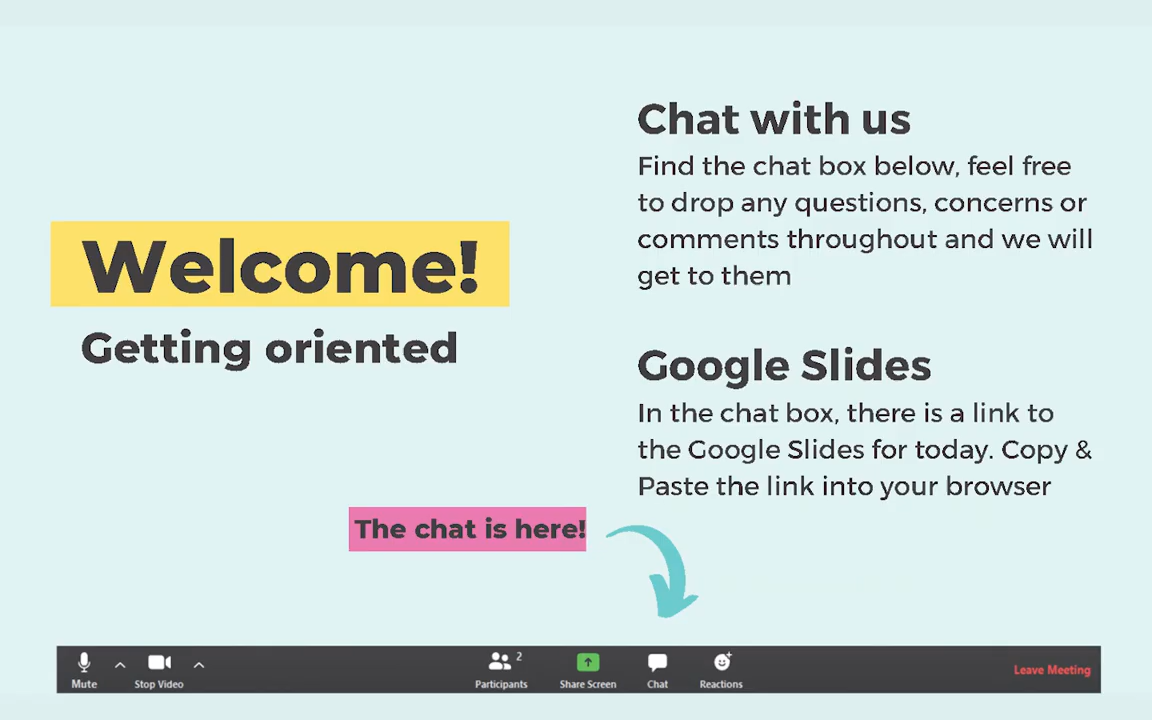 Welcome!
Getting oriented
Chat with us
Find the chat box below, feel free
to drop any questions, concerns or
comments throughout and we will
get to them
Google Slides
In the chat box, there is a link to
the Google Slides for today. Copy &
Paste the link into your browser
The chat is here!
Mute
Stop Video
2
Participants
Share Screen
Chat
Reactions
Leave Meeting